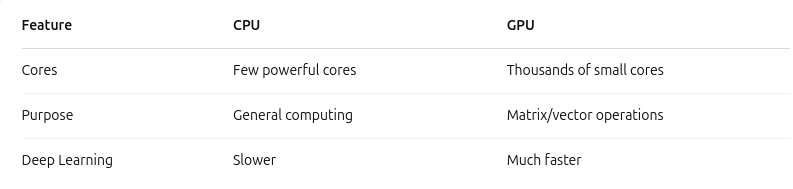 Feature CPU GPU
Cores Few powerful cores Thousands of small cores
Purpose General computing Matrix/vector operations
Deep Learning Slower Much faster